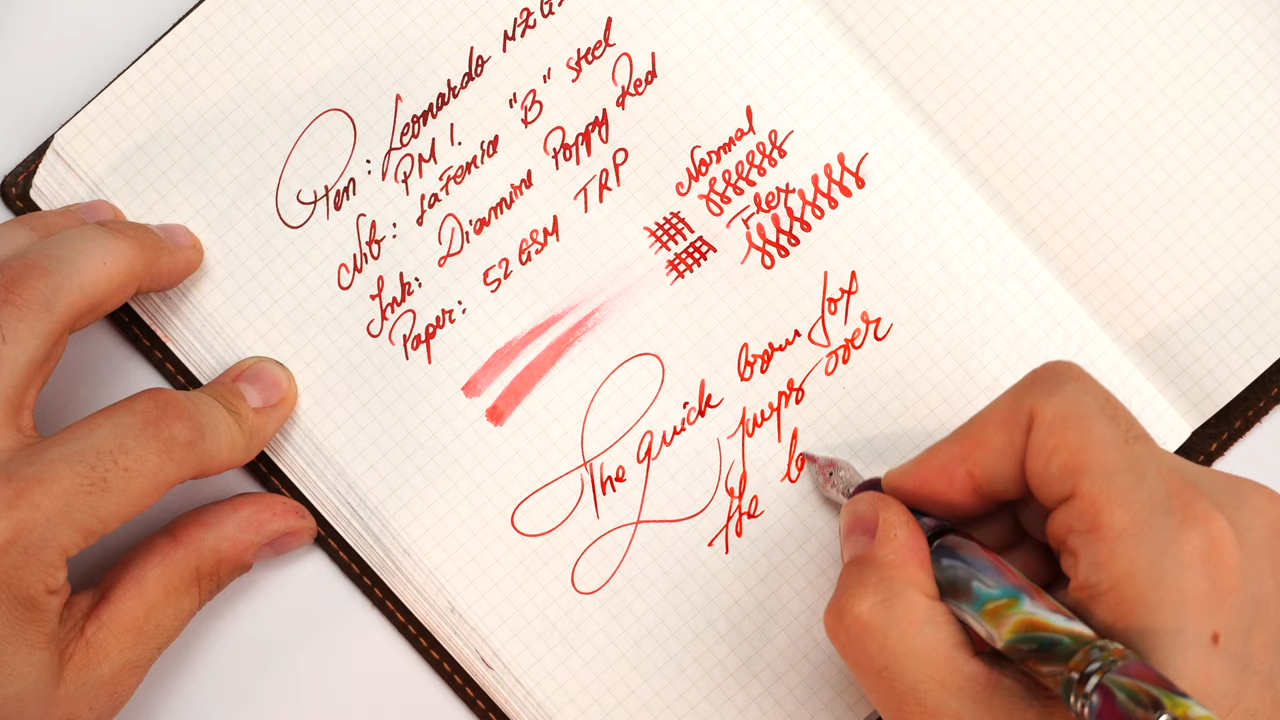 Pen: Leonardo MZG
PM 1.
Nib: LaFenice "B" steel
Ink: Diamine Poppy Red
Paper: 52 GSM TRP
Normal
Flex
The quick
brown fox
jumps over
the